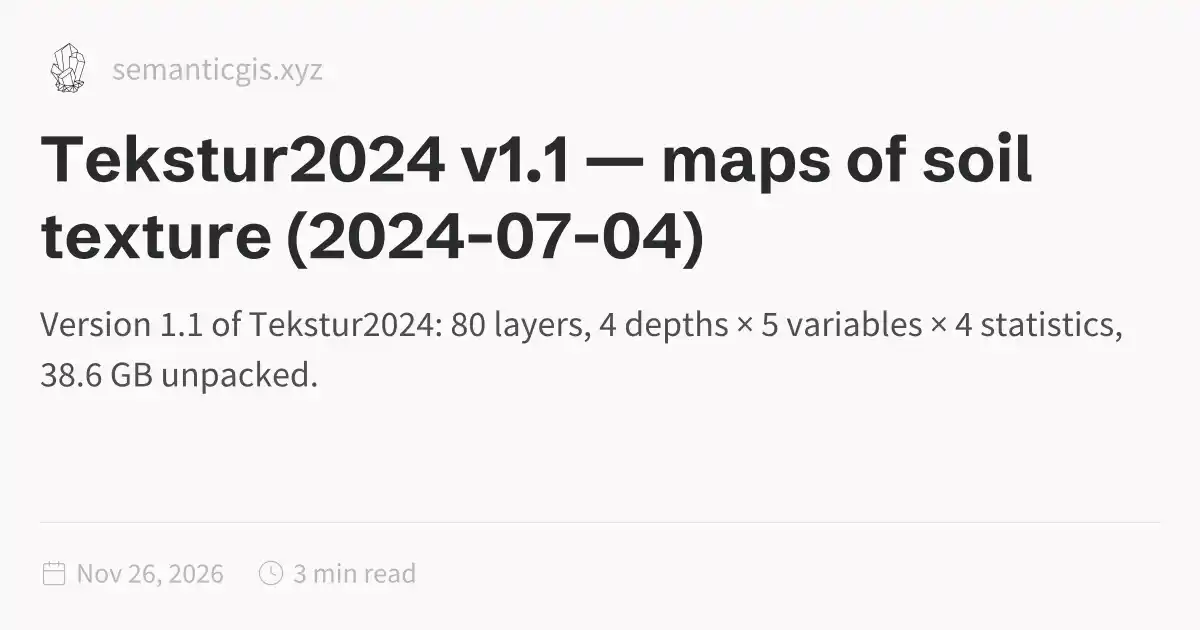 semanticgis.xyz
Tekstur2024 v1.1 — maps of soil
texture (2024-07-04)
Version 1.1 of Tekstur2024: 80 layers, 4 depths × 5 variables × 4 statistics,
38.6 GB unpacked.
Nov 26, 2026 3 min read